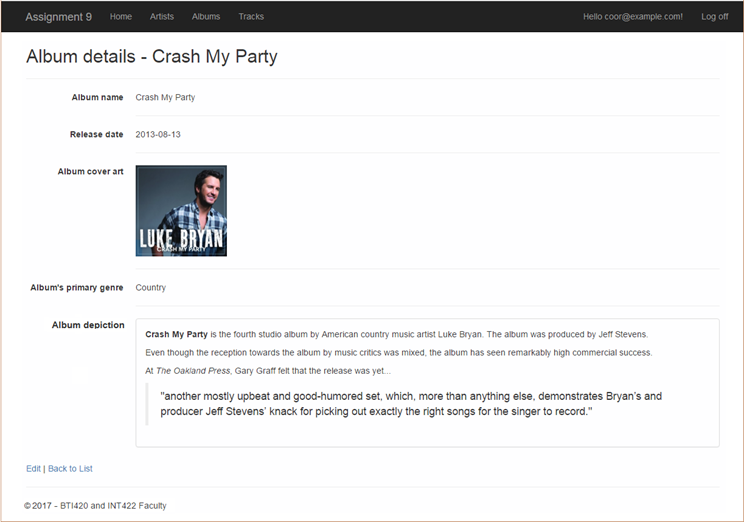 Assignment 9 Home Artists Albums Tracks Hello coor@example.com! Log off
Album details - Crash My Party
Album name Crash My Party
Release date 2013-08-13
Album cover art
LUKE BRYAN
CRASH MY PARTY
Album's primary genre Country
Album depiction
Crash My Party is the fourth studio album by American country music artist Luke Bryan. The album was produced by Jeff Stevens.
Even though the reception towards the album by music critics was mixed, the album has seen remarkably high commercial success.
At The Oakland Press, Gary Graff felt that the release was yet...
"another mostly upbeat and good-humored set, which, more than anything else, demonstrates Bryan's and
producer Jeff Stevens' knack for picking out exactly the right songs for the singer to record."
Edit | Back to List
© 2017 - BTI420 and INT422 Faculty